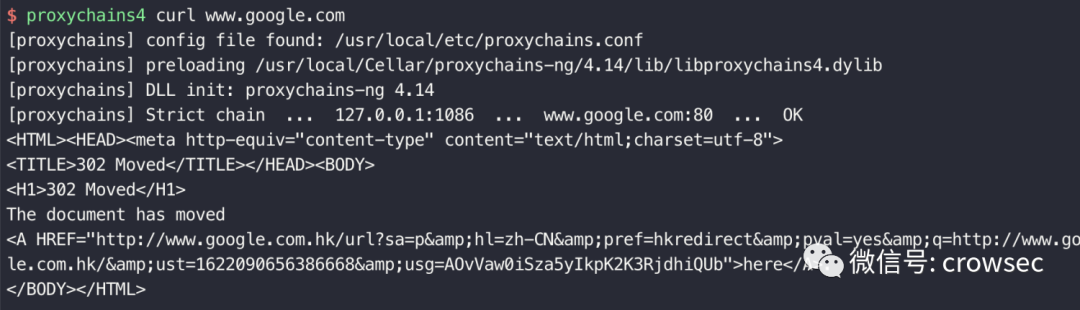 $ proxychains4 curl www.google.com
[proxychains] config file found: /usr/local/etc/proxychains.conf
[proxychains] preloading /usr/local/Cellar/proxychains-ng/4.14/lib/libproxychains4.dylib
[proxychains] DLL init: proxychains-ng 4.14
[proxychains] Strict chain  ...  127.0.0.1:1086  ...  www.google.com:80  ...  OK
<HTML><HEAD><meta http-equiv="content-type" content="text/html;charset=utf-8">
<TITLE>302 Moved</TITLE></HEAD><BODY>
<H1>302 Moved</H1>
The document has moved
<A HREF="http://www.google.com.hk/url?sa=p&amp;hl=zh-CN&amp;pref=hkredirect&amp;pval=yes&amp;q=http://www.goo
le.com.hk/&amp;ust=1622090656386668&amp;usg=AOvVaw0iSza5yIkpK2K3RjdhiQUb">here</A
微信号: crowsec
</BODY></HTML>